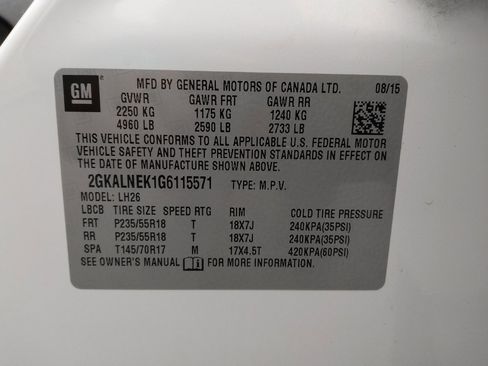 GM
MFD BY GENERAL MOTORS OF CANADA LTD. 08/15
GVWR GAWR FRT GAWR RR
2250 KG 1175 KG 1240 KG
4960 LB 2590 LB 2733 LB
THIS VEHICLE CONFORMS TO ALL APPLICABLE U.S. FEDERAL MOTOR
VEHICLE SAFETY AND THEFT PREVENTION STANDARDS IN EFFECT ON
THE DATE OF MANUFACTURE SHOWN ABOVE.
2GKALNEK1G6115571 TYPE: M.P.V.
MODEL: LH26
LBCB TIRE SIZE SPEED RTG RIM COLD TIRE PRESSURE
FRT P235/55R18 T 18X7J 240KPA(35PSI)
RR P235/55R18 T 18X7J 240KPA(35PSI)
SPA T145/70R17 M 17X4.5T 420KPA(60PSI)
SEE OWNER'S MANUAL FOR MORE INFORMATION.